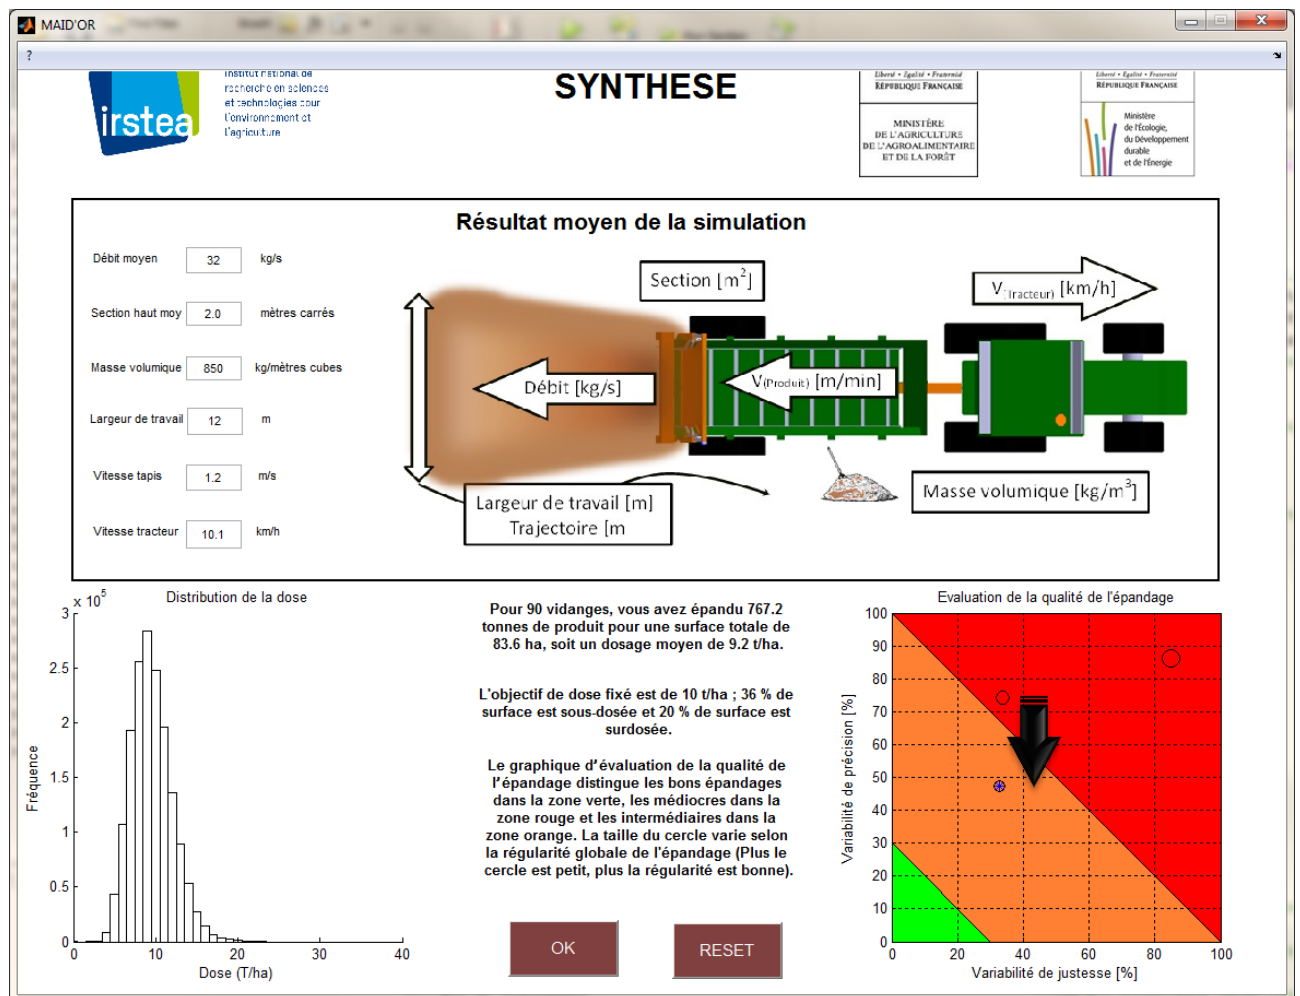 MAID'OR
?
irstea
Institut national de
recherche en sciences
et technologies pour
l'environnement et
l'agriculture
SYNTHESE
Liberté • Égalité • Fraternité
RÉPUBLIQUE FRANÇAISE
MINISTÈRE
DE L'AGRICULTURE
DE L'AGROALIMENTAIRE
ET DE LA FORÊT
Liberté • Égalité • Fraternité
RÉPUBLIQUE FRANÇAISE
Ministère
de l'Écologie,
du Développement
durable
et de l'Énergie
Résultat moyen de la simulation
Débit moyen 32 kg/s
Section haut moy 2.0 mètres carrés
Masse volumique 850 kg/mètres cubes
Largeur de travail 12 m
Vitesse tapis 1.2 m/s
Vitesse tracteur 10.1 km/h
Section [m²]
V(Tracteur) [km/h]
Débit [kg/s]
V(Produit) [m/min]
Largeur de travail [m]
Trajectoire [m
Masse volumique [kg/m³]
Distribution de la dose
x 10⁵
3
2.5
2
1.5
1
0.5
0
Fréquence
0 10 20 30 40
Dose (T/ha)
Pour 90 vidanges, vous avez épandu 767.2
tonnes de produit pour une surface totale de
83.6 ha, soit un dosage moyen de 9.2 t/ha.
L'objectif de dose fixé est de 10 t/ha ; 36 % de
surface est sous-dosée et 20 % de surface est
surdosée.
Le graphique d'évaluation de la qualité de
l'épandage distingue les bons épandages
dans la zone verte, les médiocres dans la
zone rouge et les intermédiaires dans la
zone orange. La taille du cercle varie selon
la régularité globale de l'épandage (Plus le
cercle est petit, plus la régularité est bonne).
OK
RESET
Evaluation de la qualité de l'épandage
100
90
80
70
60
50
40
30
20
10
0
Variabilité de précision [%]
0 20 40 60 80 100
Variabilité de justesse [%]